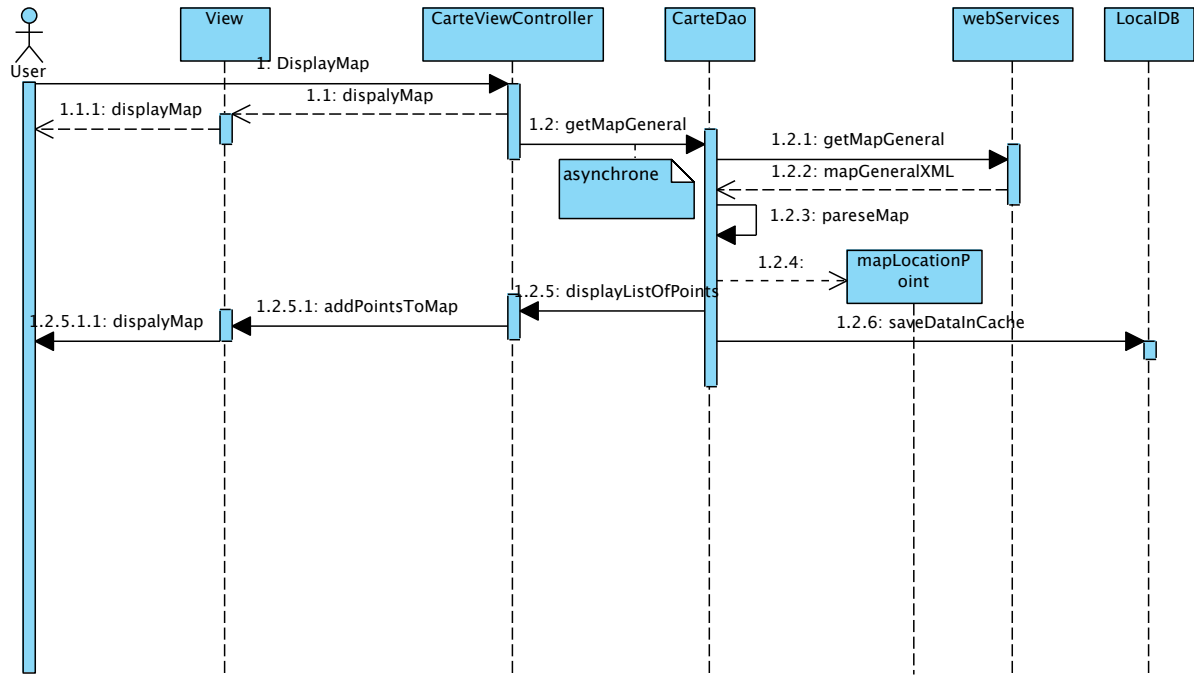 View
CarteViewController
CarteDao
webServices
LocalDB
User
1: DisplayMap
1.1: dispalyMap
1.1.1: displayMap
1.2: getMapGeneral
1.2.1: getMapGeneral
asynchrone
1.2.2: mapGeneralXML
1.2.3: pareseMap
1.2.4:
mapLocationP
oint
1.2.5: displayListOfPoints
1.2.5.1: addPointsToMap
1.2.5.1.1: dispalyMap
1.2.6: saveDataInCache